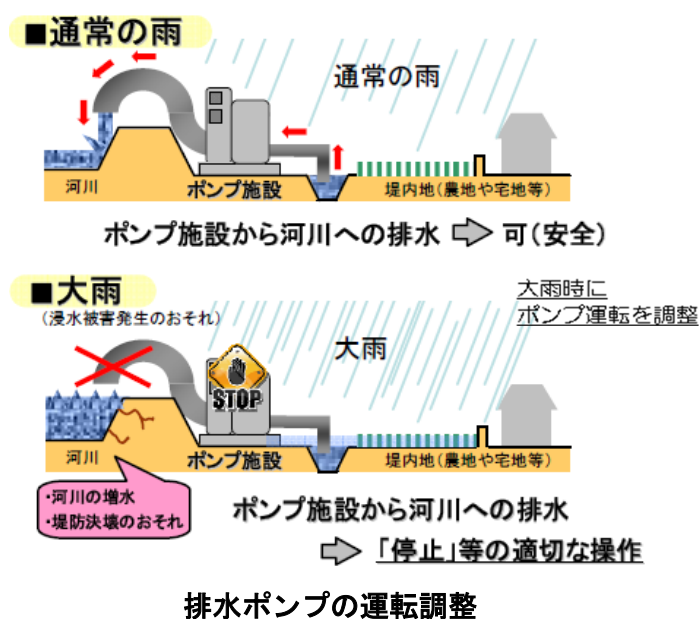 ■通常の雨
通常の雨
河川
ポンプ施設
堤内地(農地や宅地等)
ポンプ施設から河川への排水 ⇨ 可(安全)
■大雨
(浸水被害発生のおそれ)
大雨時に
ポンプ運転を調整
大雨
STOP
河川
ポンプ施設
堤内地(農地や宅地等)
・河川の増水
・堤防決壊のおそれ
ポンプ施設から河川への排水
⇨ 「停止」等の適切な操作
排水ポンプの運転調整